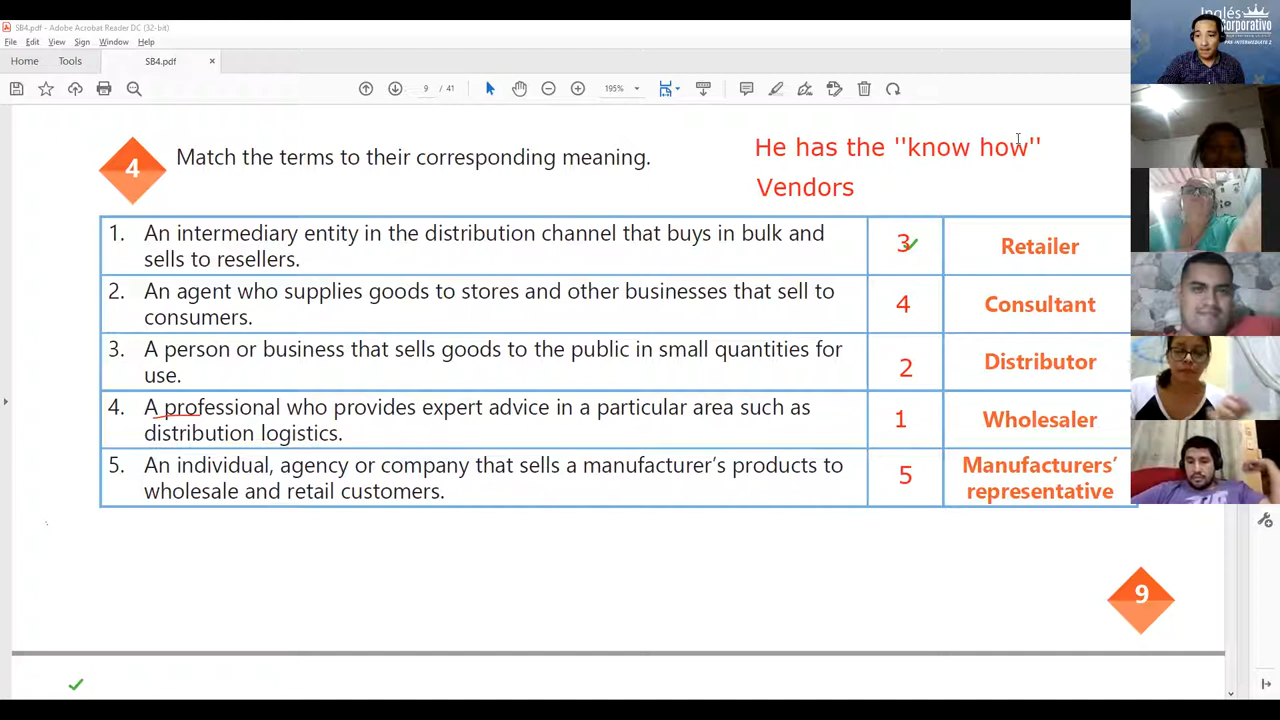 SB4.pdf - Adobe Acrobat Reader DC (32-bit)
File Edit View Sign Window Help
Home Tools SB4.pdf ×
9 / 41 195%
Inglés
Corporativo
PRE-INTERMEDIATE 2
4 Match the terms to their corresponding meaning.
He has the ''know how''
Vendors
1. An intermediary entity in the distribution channel that buys in bulk and
sells to resellers.
3 Retailer
2. An agent who supplies goods to stores and other businesses that sell to
consumers.
4 Consultant
3. A person or business that sells goods to the public in small quantities for
use.
2 Distributor
4. A professional who provides expert advice in a particular area such as
distribution logistics.
1 Wholesaler
5. An individual, agency or company that sells a manufacturer's products to
wholesale and retail customers.
5 Manufacturers'
representative
9